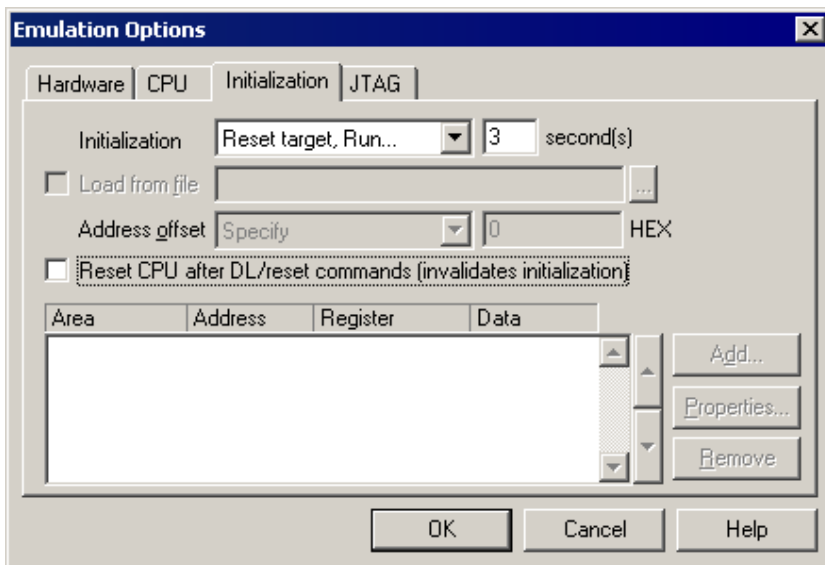 Emulation Options
Hardware CPU Initialization JTAG
Initialization Reset target, Run... 3 second(s)
Load from file ...
Address offset Specify 0 HEX
Reset CPU after DL/reset commands (invalidates initialization)
Area Address Register Data
Add...
Properties...
Remove
OK Cancel Help